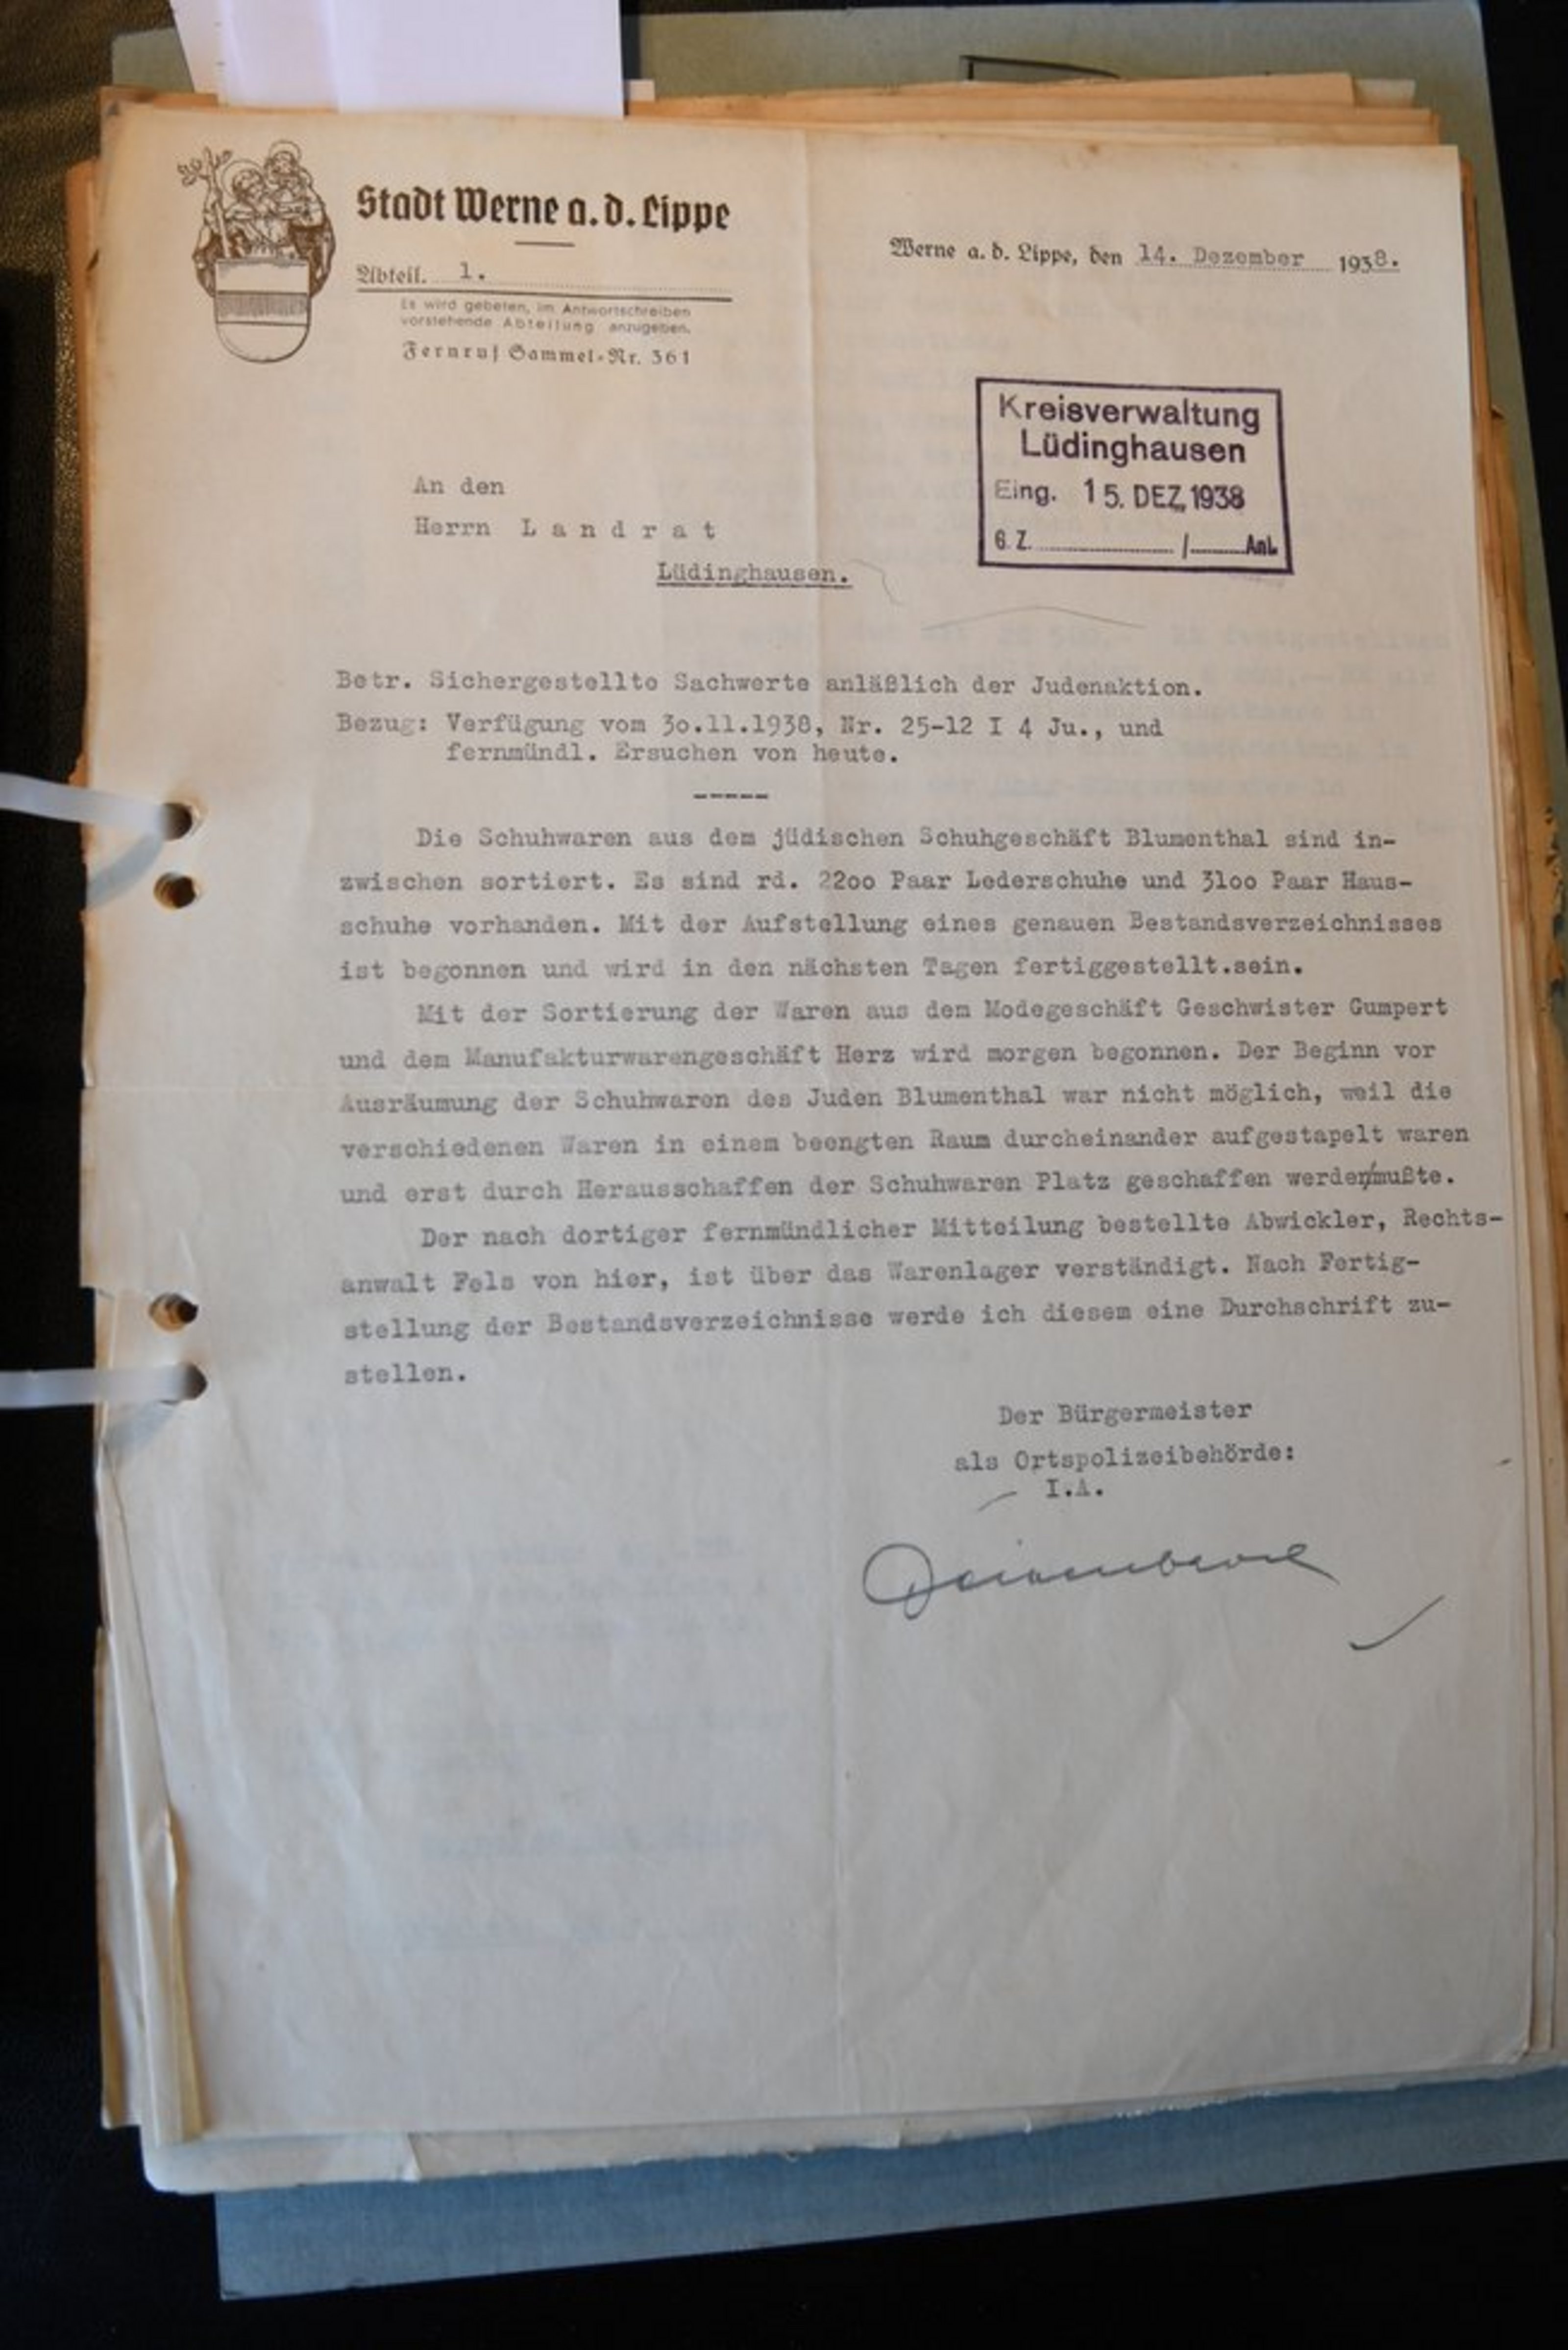 Stadt Werne a. d. Lippe
Abteil. 1.
Es wird gebeten, im Antwortschreiben
vorstehende Abteilung anzugeben.
Fernruf Sammel-Nr. 361
Werne a. d. Lippe, den 14. Dezember 1938.
Kreisverwaltung
Lüdinghausen
Eing. 15. DEZ. 1938
G. Z. / Anl.
An den
Herrn Landrat
Lüdinghausen.
Betr. Sichergestellte Sachwerte anläßlich der Judenaktion.
Bezug: Verfügung vom 30.11.1938, Nr. 25-12 I 4 Ju., und
fernmündl. Ersuchen von heute.
-----
Die Schuhwaren aus dem jüdischen Schuhgeschäft Blumenthal sind in-
zwischen sortiert. Es sind rd. 2200 Paar Lederschuhe und 3100 Paar Haus-
schuhe vorhanden. Mit der Aufstellung eines genauen Bestandsverzeichnisses
ist begonnen und wird in den nächsten Tagen fertiggestellt.sein.
Mit der Sortierung der Waren aus dem Modegeschäft Geschwister Gumpert
und dem Manufakturwarengeschäft Herz wird morgen begonnen. Der Beginn vor
Ausräumung der Schuhwaren des Juden Blumenthal war nicht möglich, weil die
verschiedenen Waren in einem beengten Raum durcheinander aufgestapelt waren
und erst durch Herausschaffen der Schuhwaren Platz geschaffen werden/mußte.
Der nach dortiger fernmündlicher Mitteilung bestellte Abwickler, Rechts-
anwalt Fels von hier, ist über das Warenlager verständigt. Nach Fertig-
stellung der Bestandsverzeichnisse werde ich diesem eine Durchschrift zu-
stellen.
Der Bürgermeister
als Ortspolizeibehörde:
I.A.